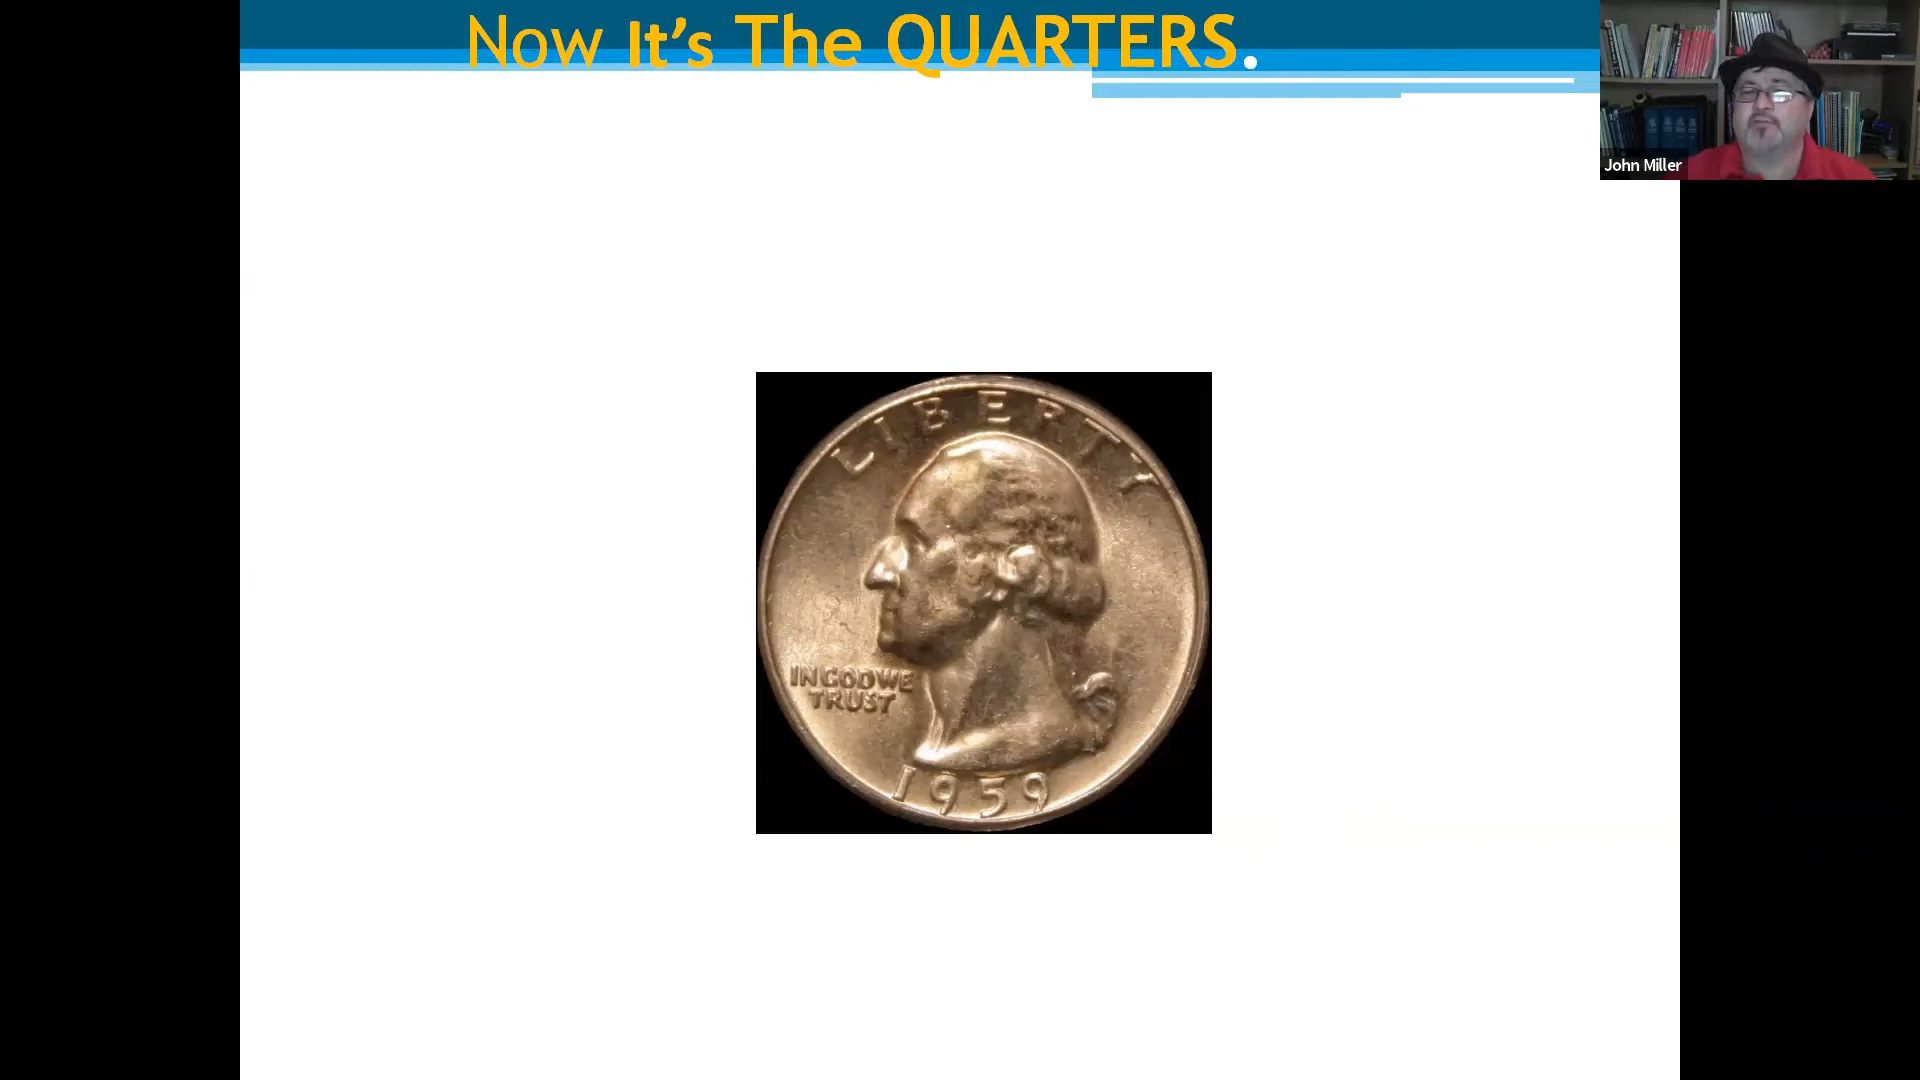 Now It’s The QUARTERS.
John Miller
LIBERTY
IN GOD WE
TRUST
1959